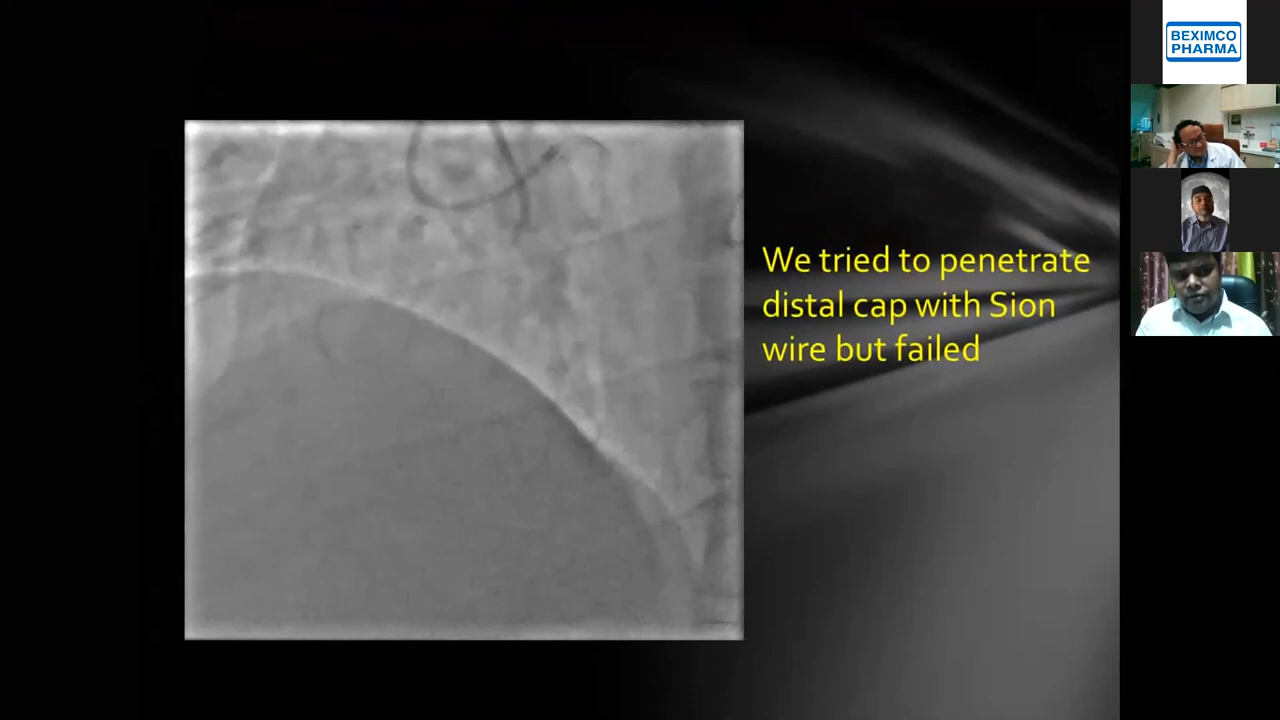 We tried to penetrate
distal cap with Sion
wire but failed
BEXIMCO
PHARMA